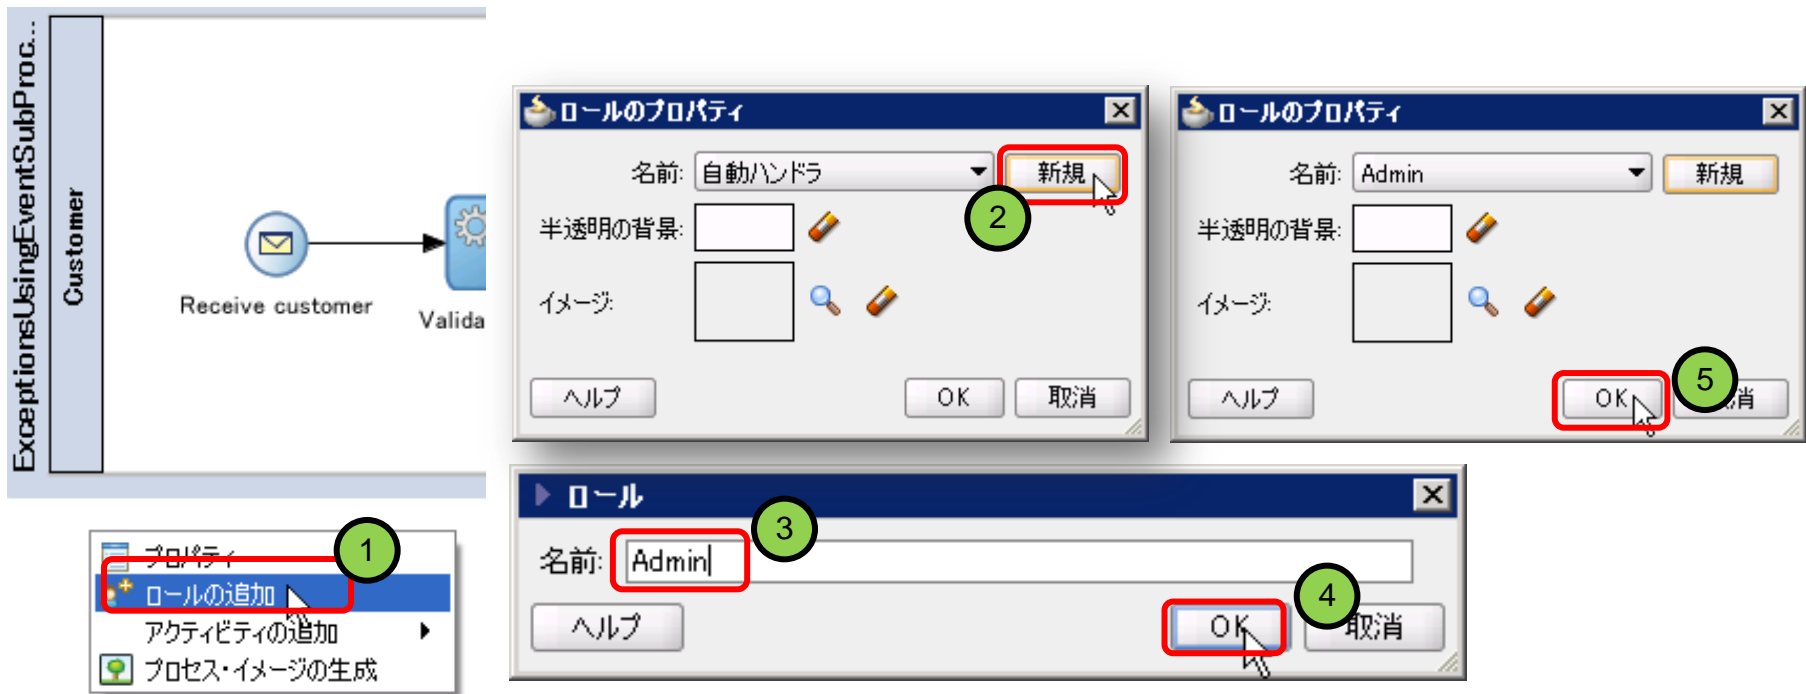 ExceptionsUsingEventSubProc...
Customer
Receive customer
Valida
プロパティ
ロールの追加
アクティビティの追加
プロセス・イメージの生成
1
ロールのプロパティ
名前: 自動ハンドラ 新規
2
半透明の背景:
イメージ:
ヘルプ OK 取消
ロール
名前: Admin
3
ヘルプ OK 取消
4
ロールのプロパティ
名前: Admin 新規
半透明の背景:
イメージ:
ヘルプ OK 消
5